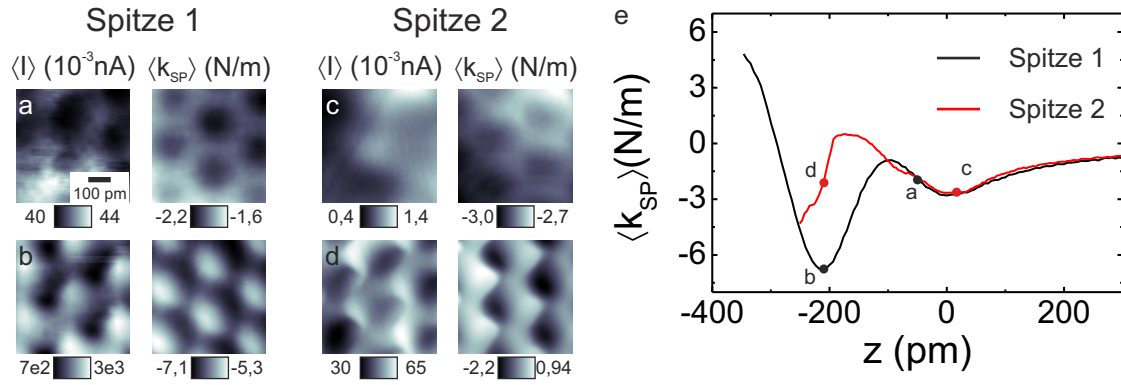 Spitze 1
Spitze 2
⟨I⟩ (10⁻³nA)
⟨k_SP⟩ (N/m)
⟨I⟩ (10⁻³nA)
⟨k_SP⟩ (N/m)
a
100 pm
c
40 44
-2,2 -1,6
0,4 1,4
-3,0 -2,7
b
d
7e2 3e3
-7,1 -5,3
30 65
-2,2 0,94
e
⟨k_SP⟩(N/m)
6
3
0
-3
-6
Spitze 1
Spitze 2
d
c
a
b
-400 -200 0 200
z (pm)